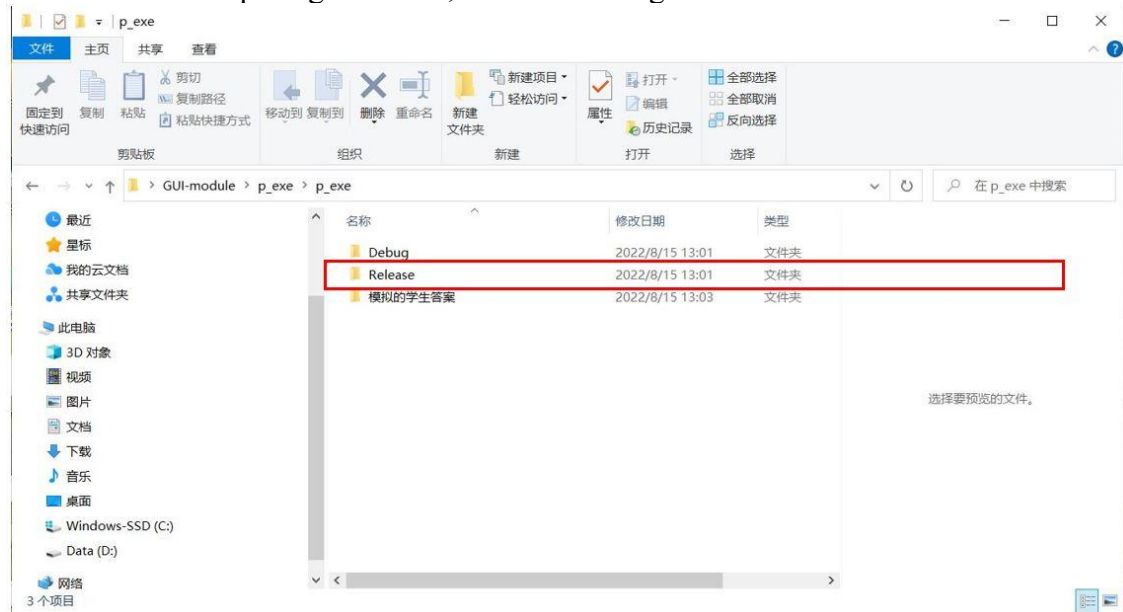 p_exe
文件 主页 共享 查看
固定到快速访问
复制
粘贴
剪切
复制路径
粘贴快捷方式
剪贴板
移动到 复制到 删除 重命名
组织
新建文件夹
新建项目
轻松访问
新建
属性
打开
编辑
历史记录
打开
全部选择
全部取消
反向选择
选择
GUI-module > p_exe > p_exe
在 p_exe 中搜索
最近
星标
我的云文档
共享文件夹
此电脑
3D 对象
视频
图片
文档
下载
音乐
桌面
Windows-SSD (C:)
Data (D:)
网络
名称 修改日期 类型
Debug 2022/8/15 13:01 文件夹
Release 2022/8/15 13:01 文件夹
模拟的学生答案 2022/8/15 13:03 文件夹
选择要预览的文件。
3 个项目